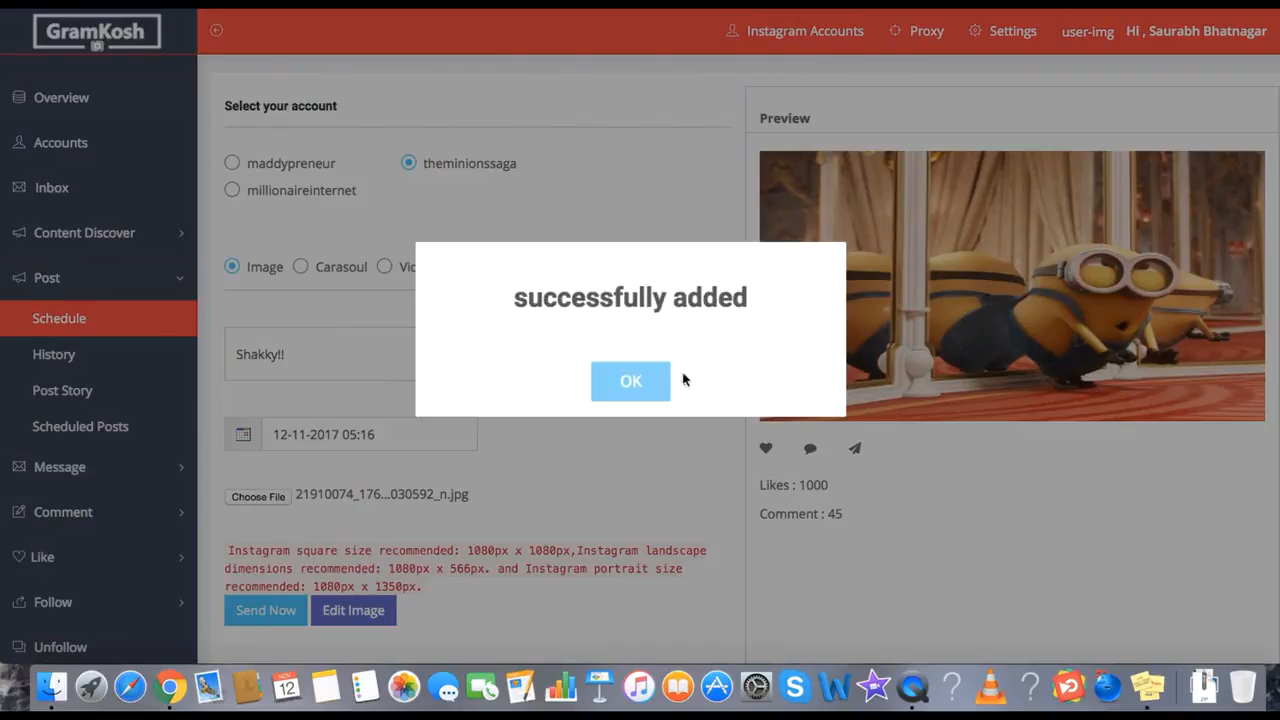 GramKosh
Instagram Accounts
Proxy
Settings
user-img
Hi , Saurabh Bhatnagar
Overview
Accounts
Inbox
Content Discover
Post
Schedule
History
Post Story
Scheduled Posts
Message
Comment
Like
Follow
Unfollow
Select your account
maddypreneur
theminionssaga
millionaireinternet
Image
Carasoul
Vic
Shakky!!
12-11-2017 05:16
Choose File 21910074_176...030592_n.jpg
Instagram square size recommended: 1080px x 1080px,Instagram landscape
dimensions recommended: 1080px x 566px. and Instagram portrait size
recommended: 1080px x 1350px.
Send Now
Edit Image
successfully added
OK
Preview
Likes : 1000
Comment : 45
NOV
12